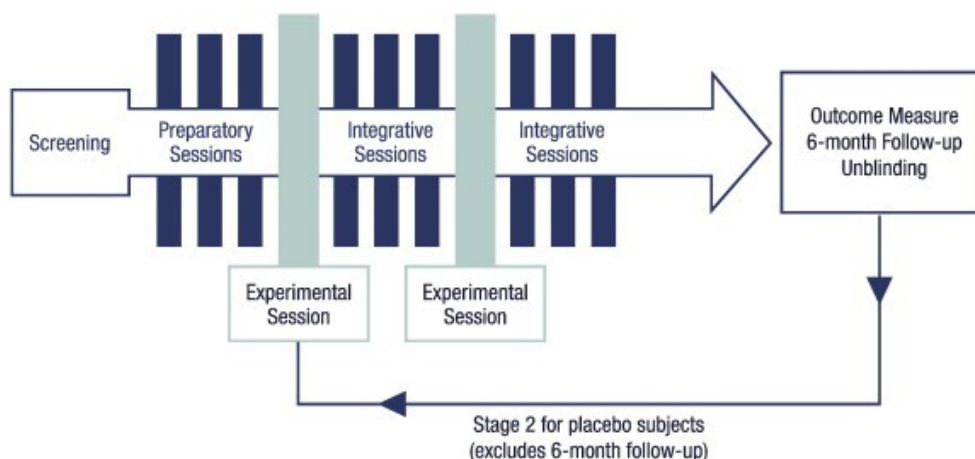 Screening
Preparatory
Sessions
Integrative
Sessions
Integrative
Sessions
Outcome Measure
6-month Follow-up
Unblinding
Experimental
Session
Experimental
Session
Stage 2 for placebo subjects
(excludes 6-month follow-up)